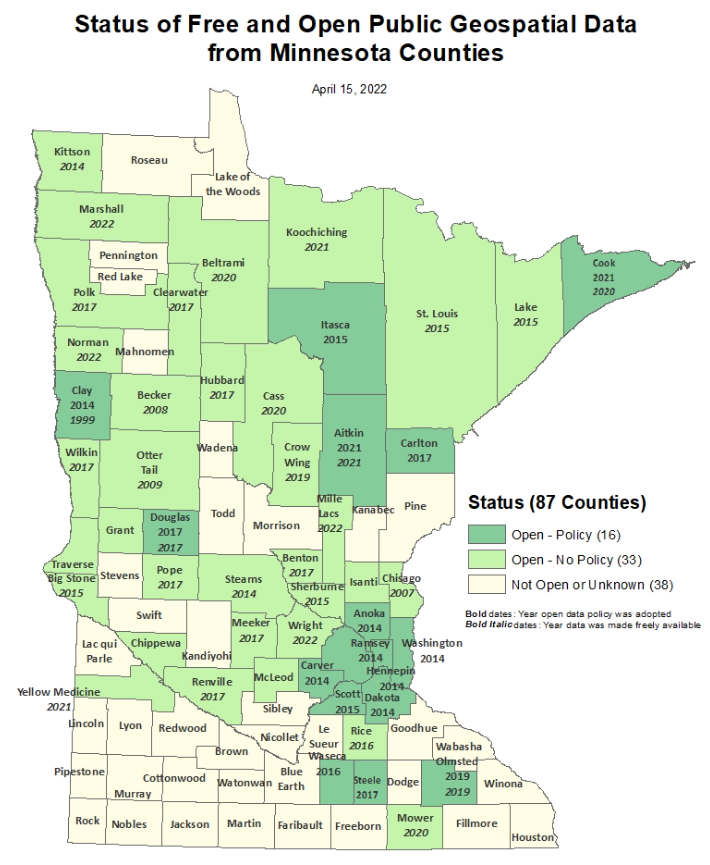 Status of Free and Open Public Geospatial Data
from Minnesota Counties
April 15, 2022
Kittson
2014
Roseau
Lake of
the Woods
Marshall
2022
Koochiching
2021
Pennington
Red Lake
Beltrami
2020
Cook
2021
2020
Polk
2017
Clearwater
2017
St. Louis
2015
Lake
2015
Itasca
2015
Norman
2022
Mahnomen
Hubbard
2017
Clay
2014
1999
Becker
2008
Cass
2020
Aitkin
2021
2021
Carlton
2017
Wilkin
2017
Otter
Tail
2009
Wadena
Crow
Wing
2019
Mille
Lacs
2022
Kanabec
Pine
Todd
Morrison
Grant
Douglas
2017
2017
Traverse
Big Stone
2015
Stevens
Pope
2017
Stearns
2014
Benton
2017
Sherburne
2015
Isanti
Chisago
2007
Swift
Anoka
2014
Meeker
2017
Wright
2022
Lac qui
Parle
Chippewa
Kandiyohi
Ramsey
2014
Washington
2014
Hennepin
2014
Carver
2014
McLeod
Renville
2017
Scott
2015
Dakota
2014
Yellow Medicine
2021
Sibley
Lincoln
Lyon
Redwood
Nicollet
Le
Sueur
Rice
2016
Goodhue
Wabasha
Brown
Waseca
2016
Steele
2017
Dodge
Olmsted
2019
2019
Winona
Pipestone
Murray
Cottonwood
Watonwan
Blue
Earth
Rock
Nobles
Jackson
Martin
Faribault
Freeborn
Mower
2020
Fillmore
Houston
Status (87 Counties)
Open - Policy (16)
Open - No Policy (33)
Not Open or Unknown (38)
Bold dates: Year open data policy was adopted
Bold Italic dates: Year data was made freely available